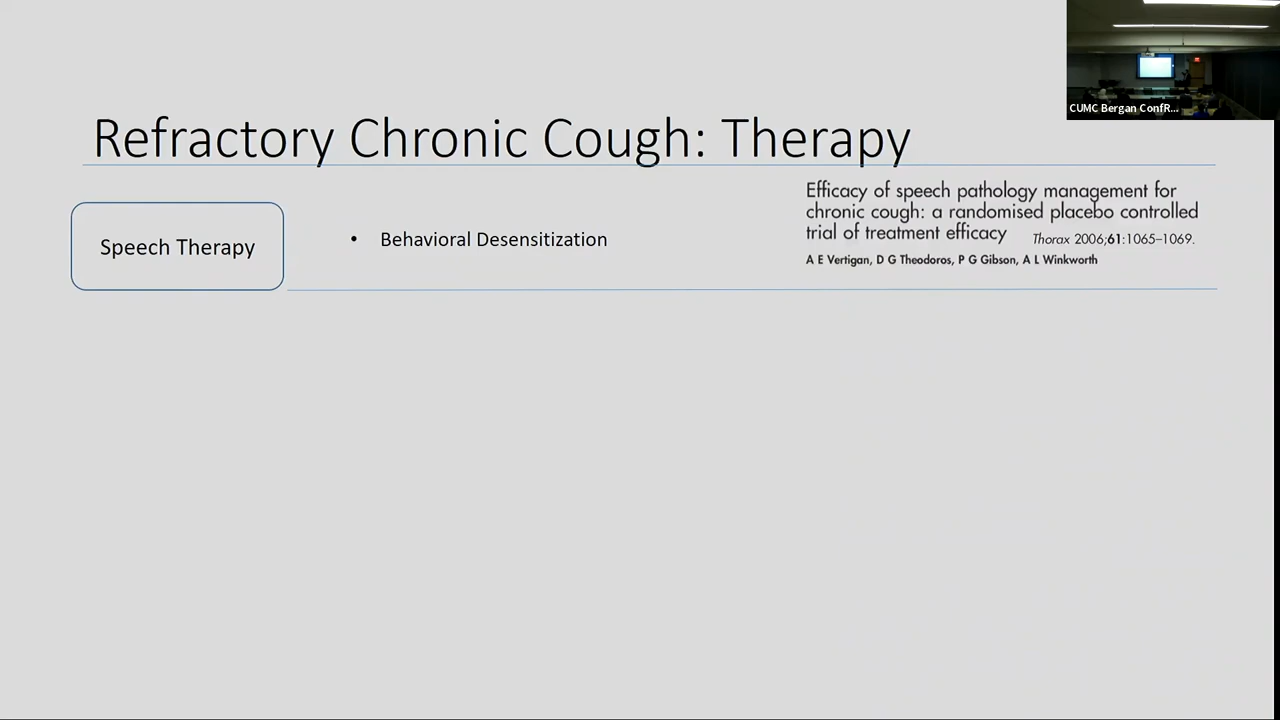 CUMC Bergan ConfR...
Refractory Chronic Cough: Therapy
Speech Therapy
• Behavioral Desensitization
Efficacy of speech pathology management for
chronic cough: a randomised placebo controlled
trial of treatment efficacy Thorax 2006;61:1065–1069.
A E Vertigan, D G Theodoros, P G Gibson, A L Winkworth